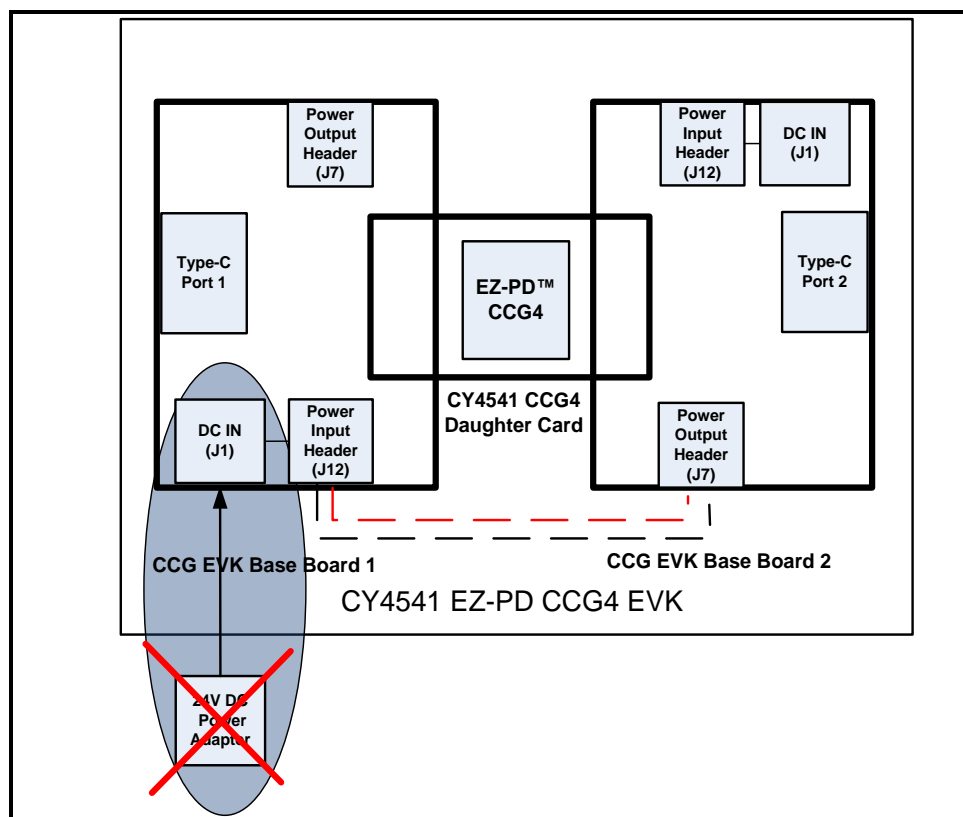 Power
Output
Header
(J7)
Power
Input
Header
(J12)
DC IN
(J1)
Type-C
Port 1
EZ-PD™
CCG4
Type-C
Port 2
CY4541 CCG4
Daughter Card
DC IN
(J1)
Power
Input
Header
(J12)
Power
Output
Header
(J7)
CCG EVK Base Board 1
CCG EVK Base Board 2
CY4541 EZ-PD CCG4 EVK
24V DC
Power
Adapter